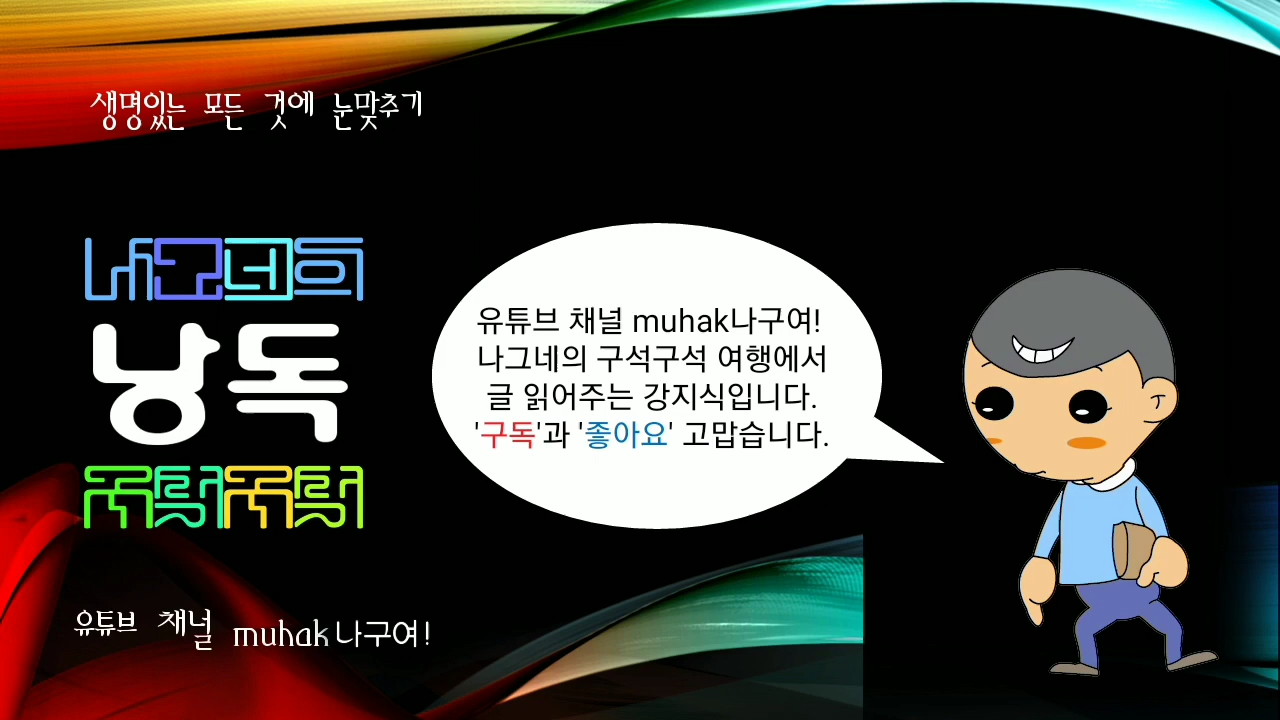 생명있는 모든 것에 눈맞추기
나그네의
낭독
구석구석
유튜브 채널 muhak나구여!
나그네의 구석구석 여행에서
글 읽어주는 강지식입니다.
'구독'과 '좋아요' 고맙습니다.
유튜브 채널 muhak나구여!